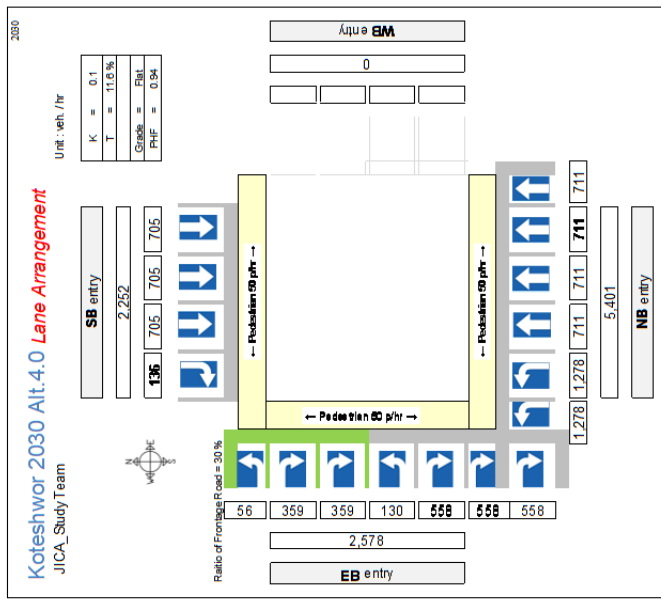 2030
Koteshwor 2030 Alt.4.0 Lane Arrangement
JICA_Study Team
Unit : veh. / hr
K = 0.1
T = 11.6 %
Grade = Flat
PHF = 0.94
WB entry
0
SB entry
2,252
136 705 705 705
← Pedestrian 50 p/hr →
← Pedestrian 50 p/hr →
← Pedestrian 50 p/hr →
N
W E
S
Raitio of Frontage Road = 30 %
56 359 359 130 558 558 558
2,578
EB entry
1,278 1,278 711 711 711 711
5,401
NB entry